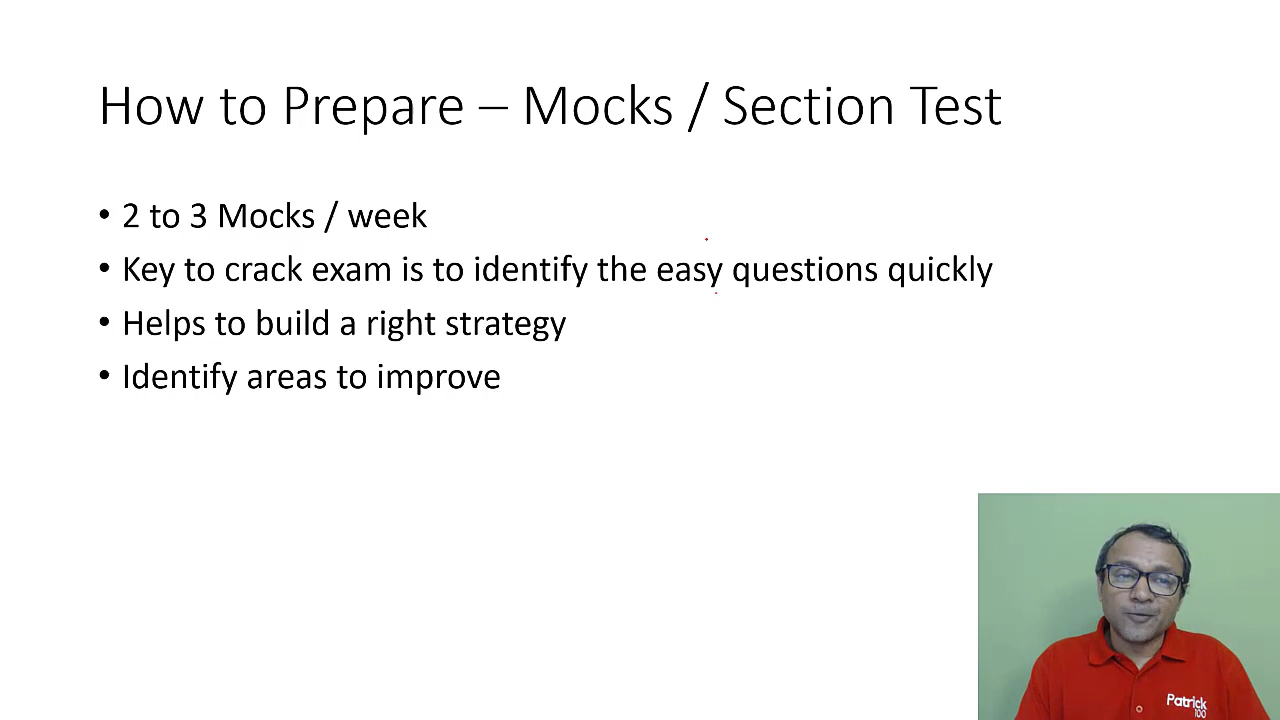 How to Prepare – Mocks / Section Test
• 2 to 3 Mocks / week
• Key to crack exam is to identify the easy questions quickly
• Helps to build a right strategy
• Identify areas to improve
Patrick
100